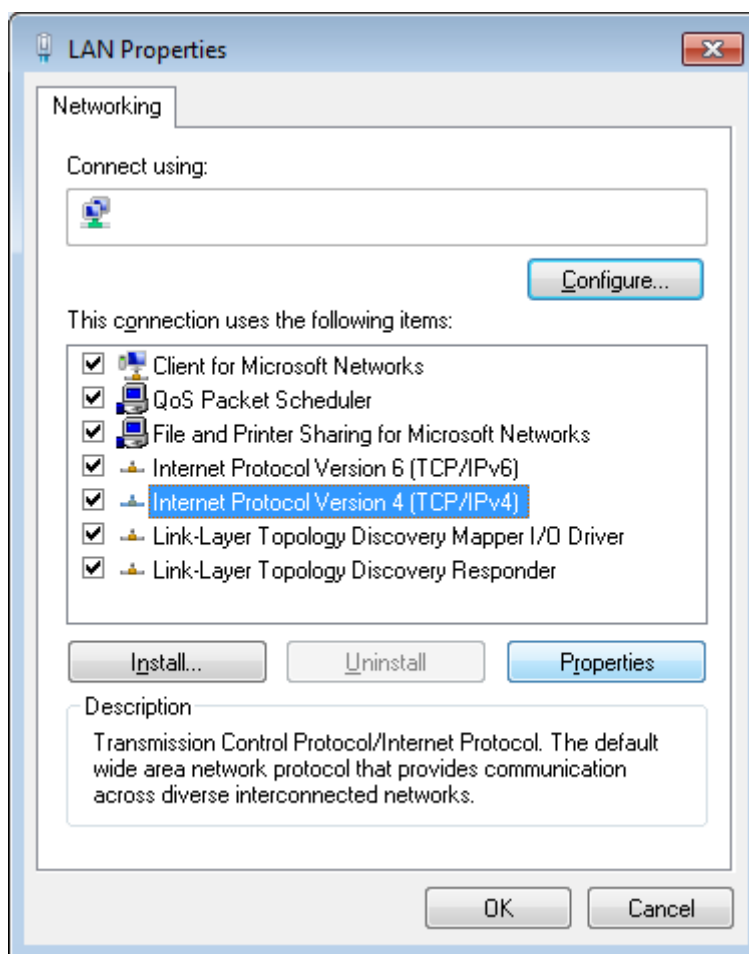 LAN Properties
Networking
Connect using:
Configure...
This connection uses the following items:
Client for Microsoft Networks
QoS Packet Scheduler
File and Printer Sharing for Microsoft Networks
Internet Protocol Version 6 (TCP/IPv6)
Internet Protocol Version 4 (TCP/IPv4)
Link-Layer Topology Discovery Mapper I/O Driver
Link-Layer Topology Discovery Responder
Install...
Uninstall
Properties
Description
Transmission Control Protocol/Internet Protocol. The default
wide area network protocol that provides communication
across diverse interconnected networks.
OK
Cancel